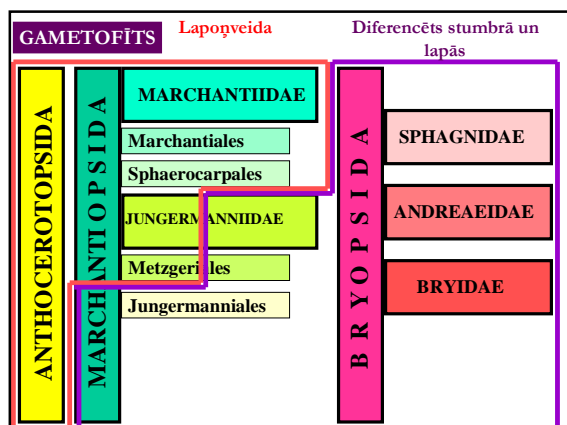 GAMETOFĪTS
Lapoņveida
Diferencēts stumbrā un
lapās
ANTHOCEROTOPSIDA
MARCHANTIOPSIDA
MARCHANTIIDAE
Marchantiales
Sphaerocarpales
JUNGERMANNIIDAE
Metzgeriales
Jungermanniales
BRYOPSIDA
SPHAGNIDAE
ANDREAEIDAE
BRYIDAE